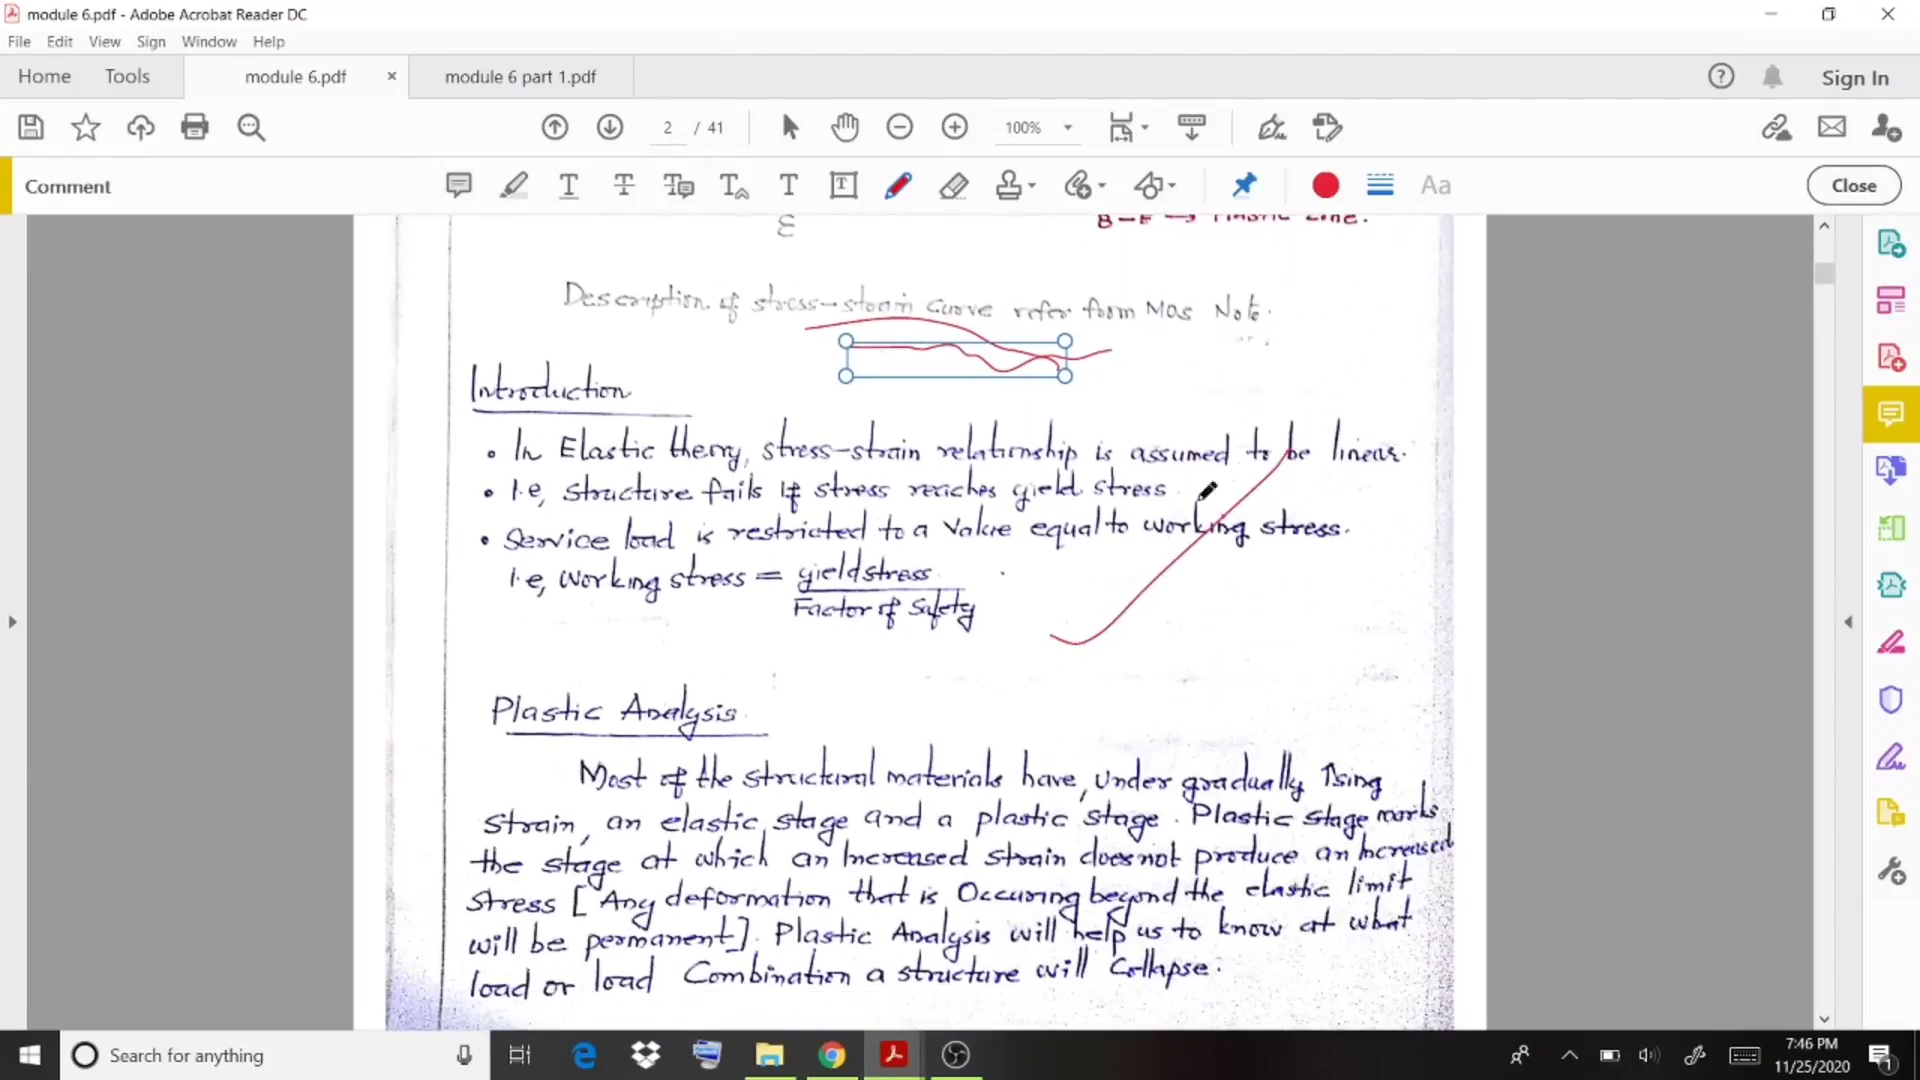 module 6.pdf - Adobe Acrobat Reader DC
File Edit View Sign Window Help
Home Tools module 6.pdf × module 6 part 1.pdf Sign In
2 / 41 100%
Comment Close
ε B-E → Plastic Line.
Description of stress-strain curve refer from MOS Note.
Introduction
• In Elastic theory, stress-strain relationship is assumed to be linear.
• i.e, structure fails if stress reaches yield stress.
• Service load is restricted to a value equal to working stress.
i.e, working stress = yield stress
Factor of Safety
Plastic Analysis
Most of the structural materials have, under gradually ↑sing
strain, an elastic stage and a plastic stage. Plastic stage marks
the stage at which an increased strain does not produce an increased
stress [Any deformation that is occuring beyond the elastic limit
will be permanent]. Plastic Analysis will help us to know at what
load or load combination a structure will collapse.
Search for anything
7:46 PM
11/25/2020
1